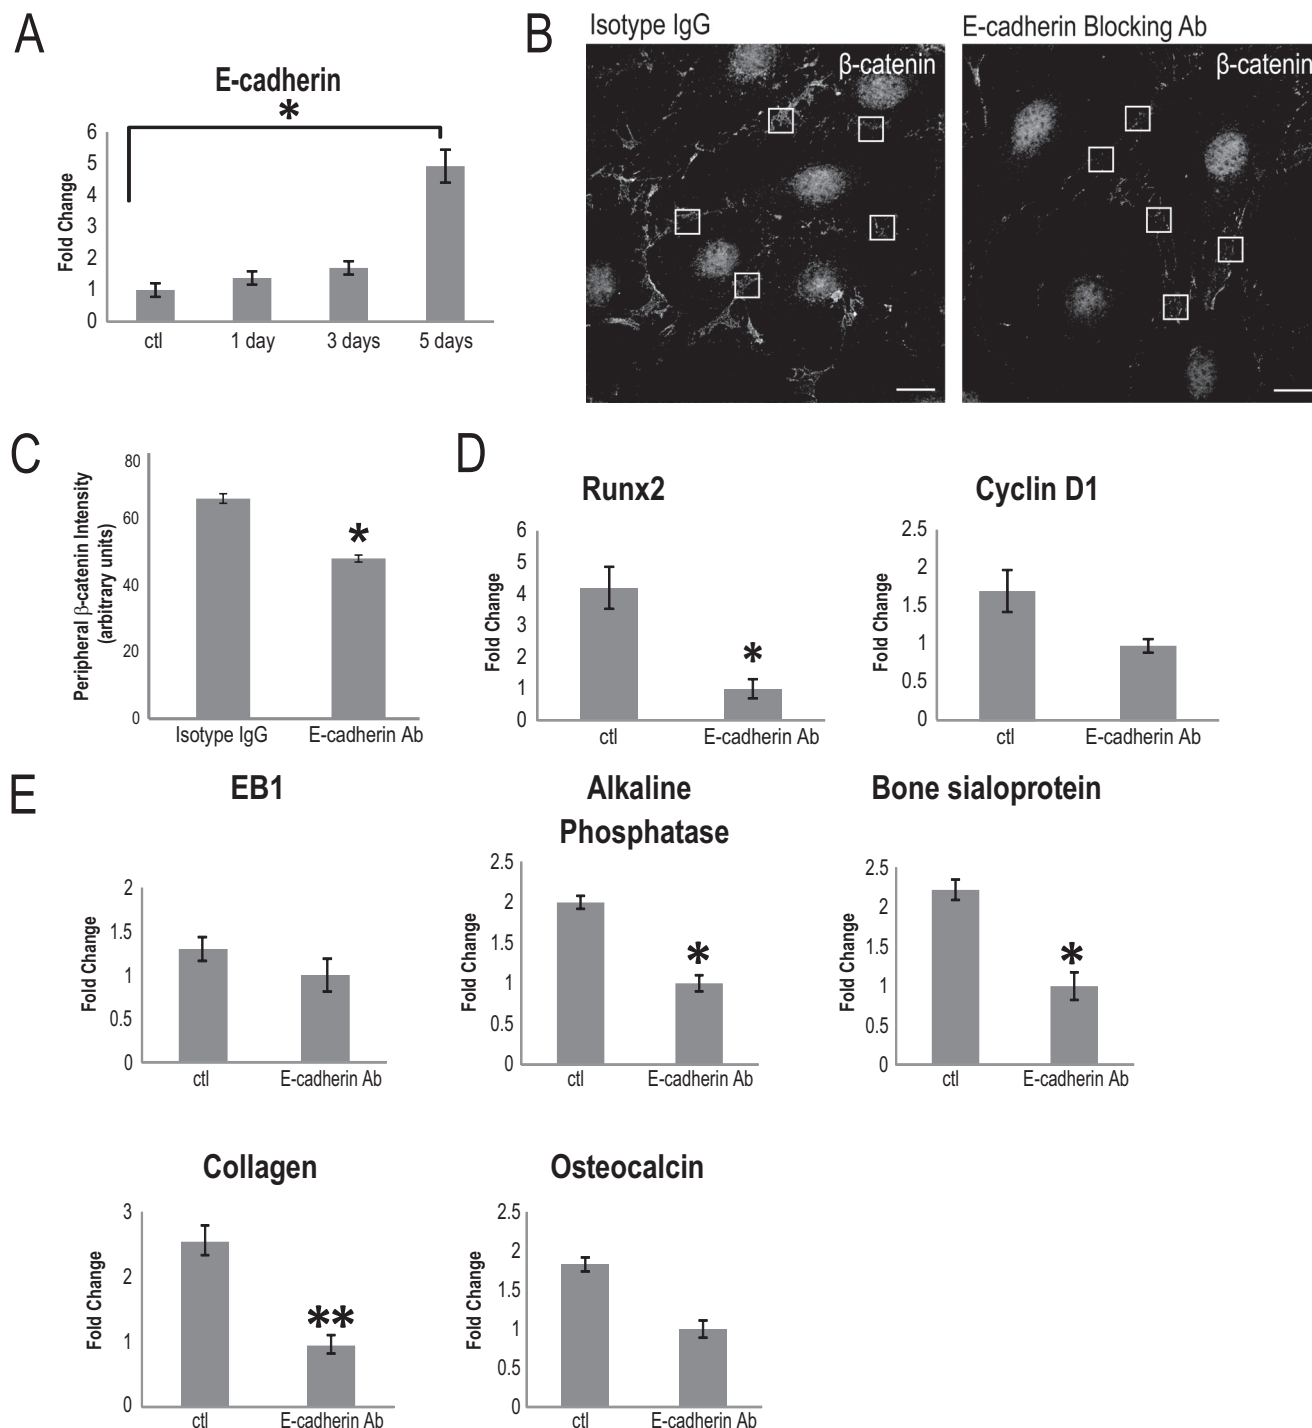 A
E-cadherin
*
Fold Change
6
5
4
3
2
1
0
ctl
1 day
3 days
5 days
B
Isotype IgG
E-cadherin Blocking Ab
β-catenin
β-catenin
C
Peripheral β-catenin Intensity
(arbitrary units)
80
60
40
20
0
*
Isotype IgG
E-cadherin Ab
D
Runx2
Fold Change
6
5
4
3
2
1
0
*
ctl
E-cadherin Ab
Cyclin D1
Fold Change
2.5
2
1.5
1
0.5
0
ctl
E-cadherin Ab
E
EB1
Fold Change
2
1.5
1
0.5
0
ctl
E-cadherin Ab
Alkaline
Phosphatase
Fold Change
2.5
2
1.5
1
0.5
0
*
ctl
E-cadherin Ab
Bone sialoprotein
Fold Change
2.5
2
1.5
1
0.5
0
*
ctl
E-cadherin Ab
Collagen
Fold Change
3
2
1
0
**
ctl
E-cadherin Ab
Osteocalcin
Fold Change
2.5
2
1.5
1
0.5
0
ctl
E-cadherin Ab